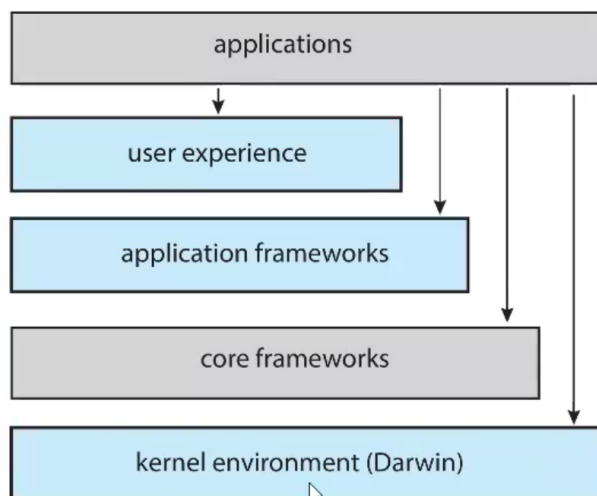 applications
user experience
application frameworks
core frameworks
kernel environment (Darwin)